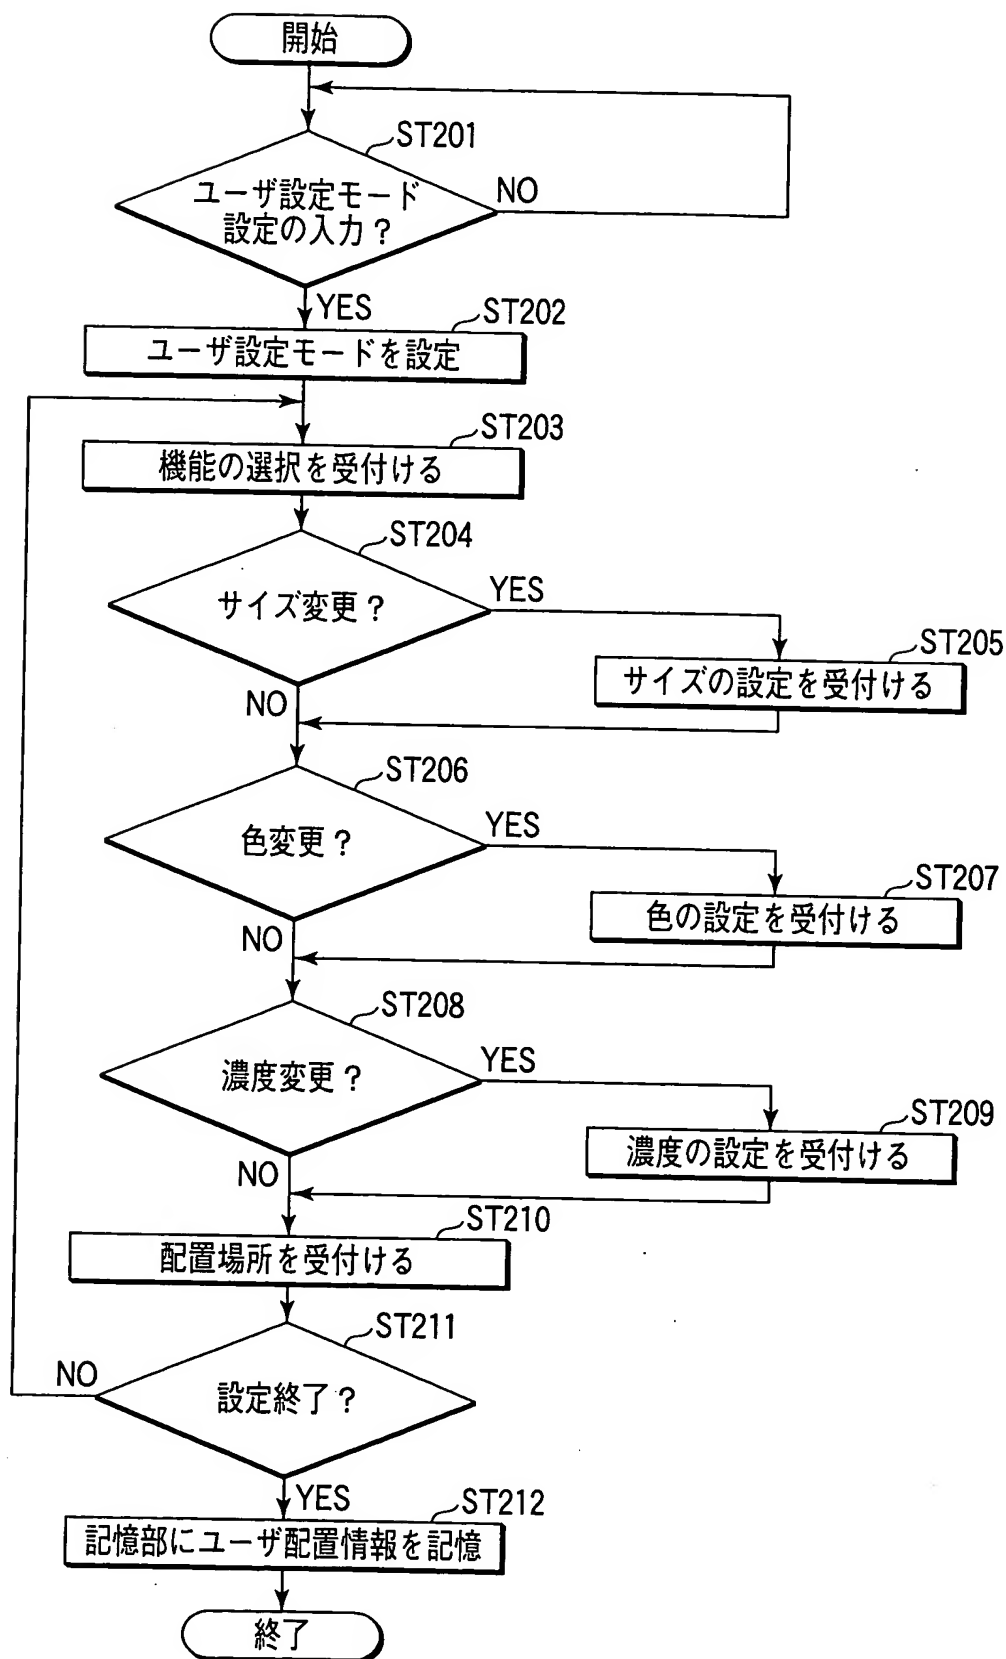 開始
ST201
ユーザ設定モード
設定の入力?
NO
YES
ST202
ユーザ設定モードを設定
ST203
機能の選択を受付ける
ST204
サイズ変更?
YES
ST205
サイズの設定を受付ける
NO
ST206
色変更?
YES
ST207
色の設定を受付ける
NO
ST208
濃度変更?
YES
ST209
濃度の設定を受付ける
NO
ST210
配置場所を受付ける
ST211
NO
設定終了?
YES
ST212
記憶部にユーザ配置情報を記憶
終了